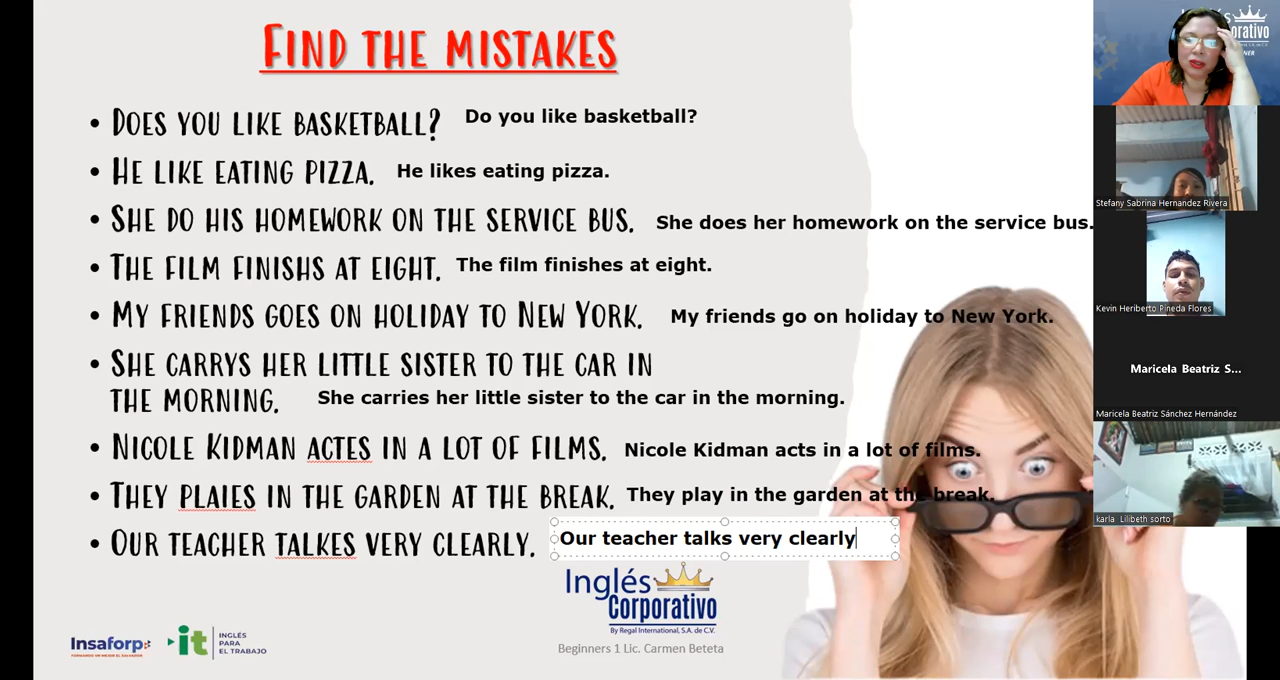 FIND THE MISTAKES
• DOES YOU LIKE BASKETBALL? Do you like basketball?
• HE LIKE EATING PIZZA. He likes eating pizza.
• SHE DO HIS HOMEWORK ON THE SERVICE BUS. She does her homework on the service bus.
• THE FILM FINISHS AT EIGHT. The film finishes at eight.
• MY FRIENDS GOES ON HOLIDAY TO NEW YORK. My friends go on holiday to New York.
• SHE CARRYS HER LITTLE SISTER TO THE CAR IN
THE MORNING. She carries her little sister to the car in the morning.
• NICOLE KIDMAN ACTES IN A LOT OF FILMS. Nicole Kidman acts in a lot of films.
• THEY PLAIES IN THE GARDEN AT THE BREAK. They play in the garden at the break.
• OUR TEACHER TALKES VERY CLEARLY. Our teacher talks very clearly
Inglés
Corporativo
By Regal International, S.A. de C.V.
Beginners 1 Lic. Carmen Beteta
Insaforp
it
INGLÉS
PARA
EL TRABAJO
Stefany Sabrina Hernandez Rivera
Kevin Heriberto Pineda Flores
Maricela Beatriz S...
Maricela Beatriz Sánchez Hernández
karla Lilibeth sorto